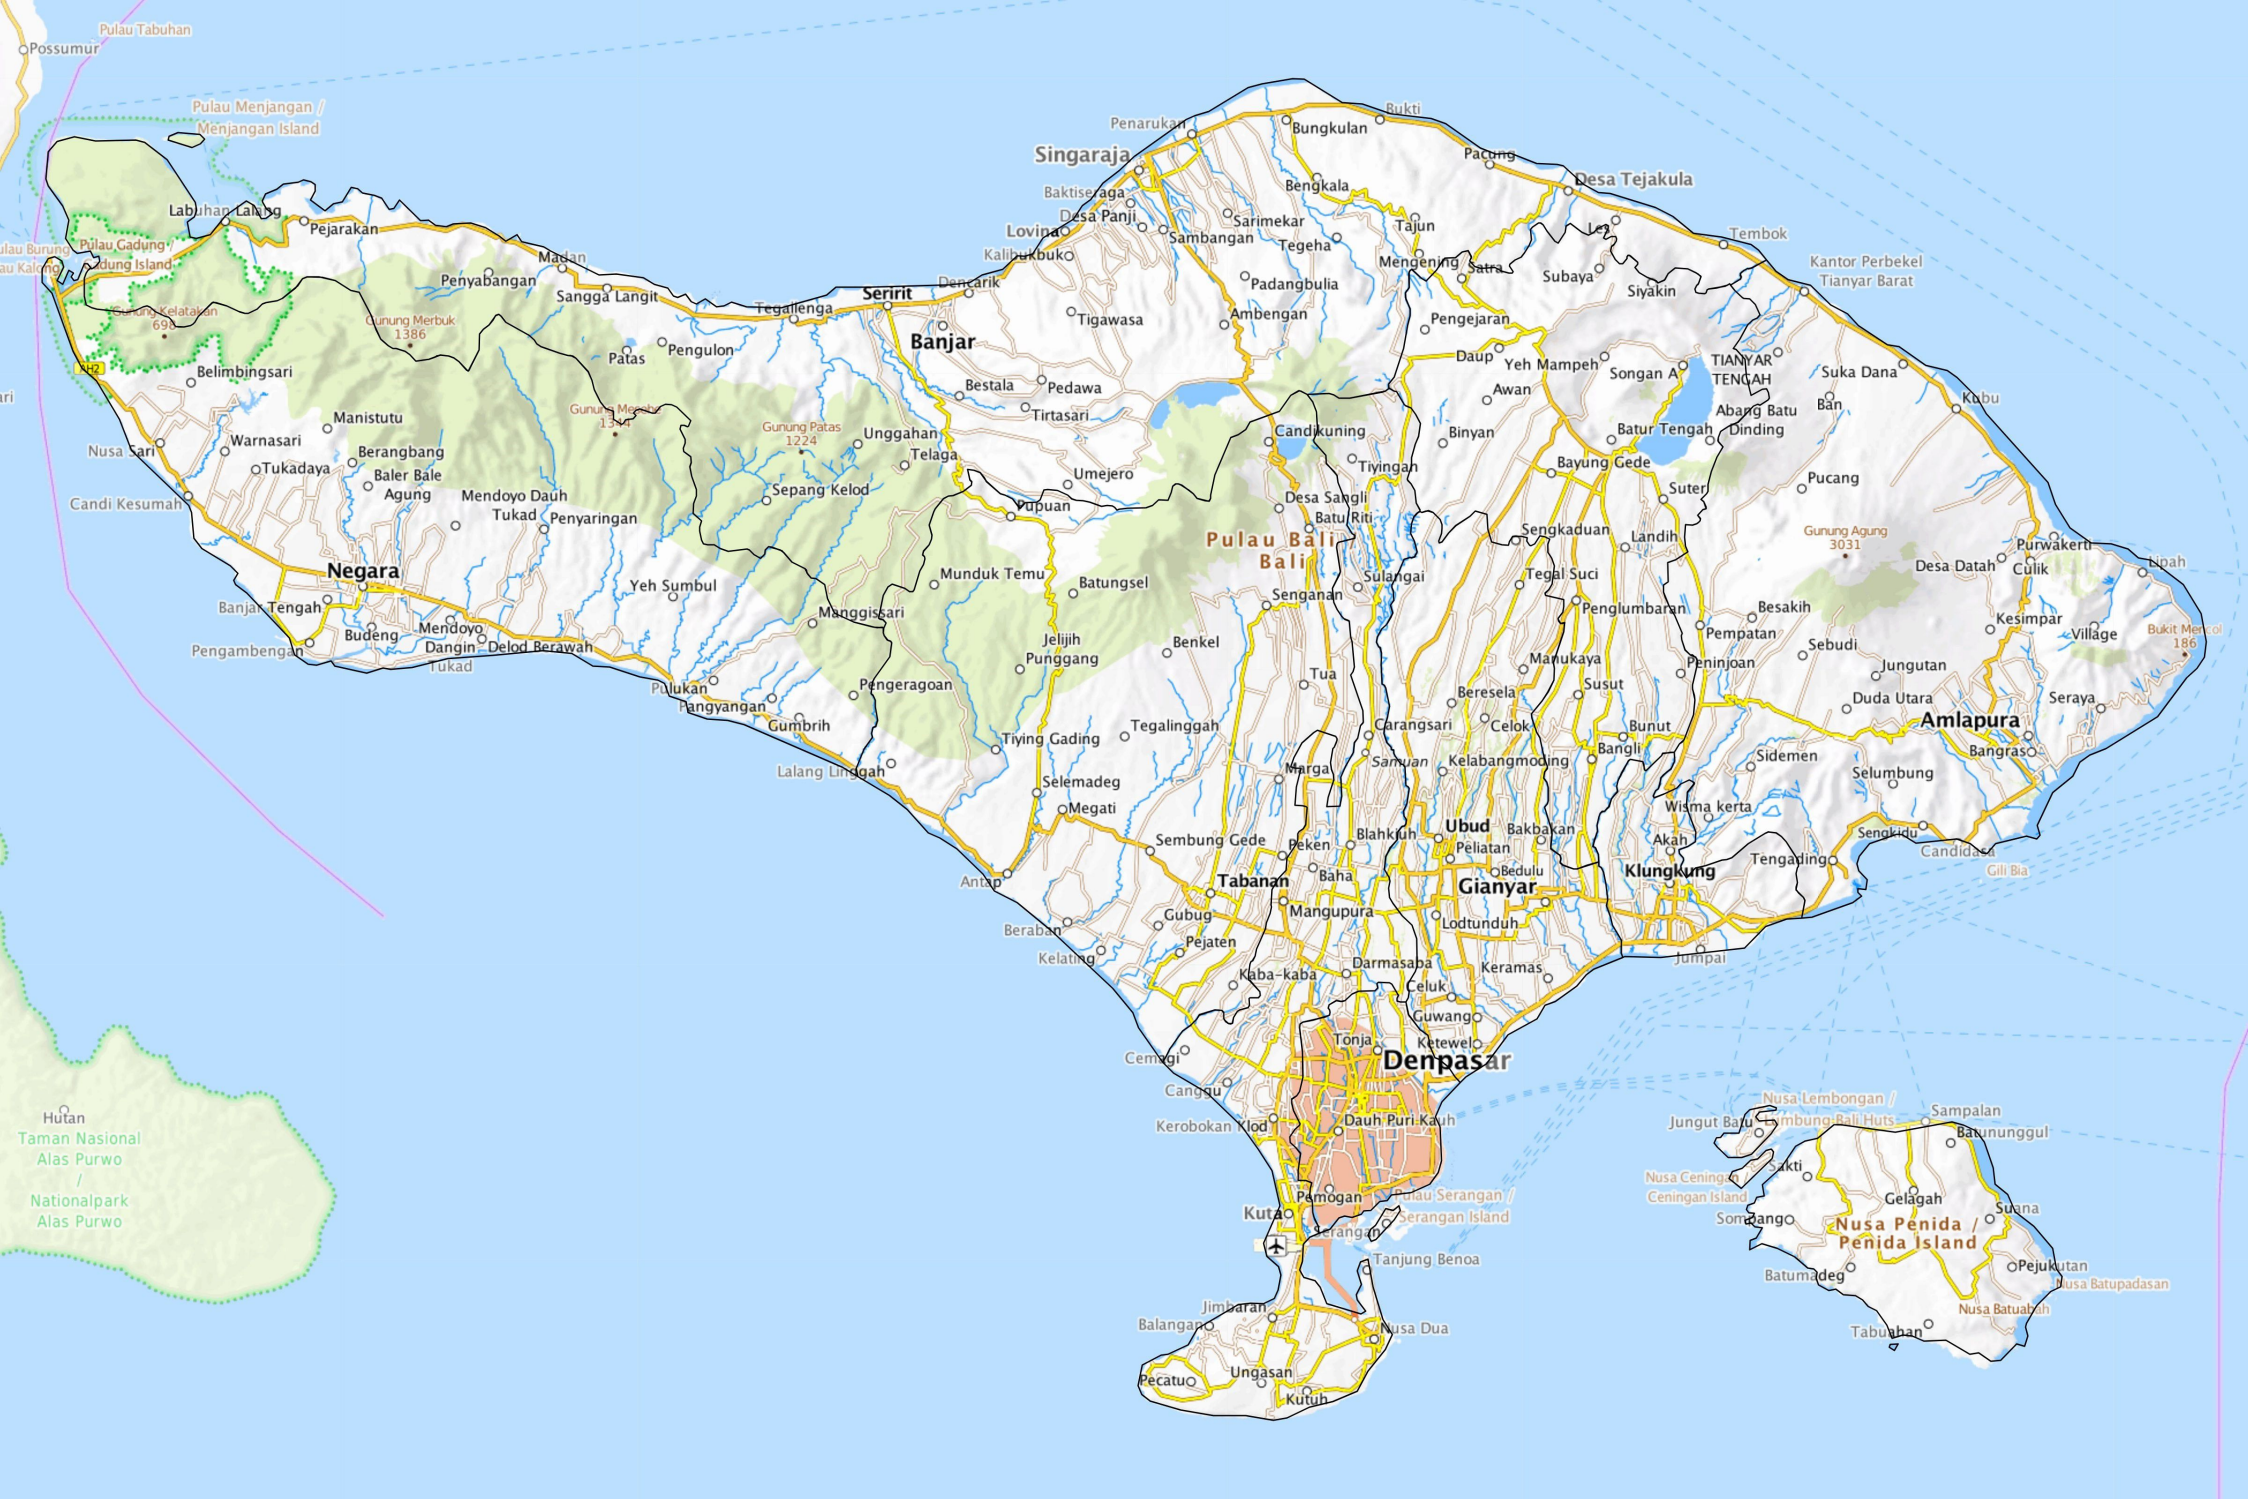 Pulau Tabuhan
Possumur
Pulau Menjangan /
Menjangan Island
Penarukan
Bukti
Bungkulan
Singaraja
Pacung
Desa Tejakula
Baktiseraga
Bengkala
Labuhan Lalang
Desa Panji
Sarimekar
Tajun
Les
Pejarakan
Lovina
Sambangan
Tegeha
Tembok
Pulau Gadung /
Gadung Island
Madan
Kalibukbuk
Mengening
Satra
Kantor Perbekel
Tianyar Barat
Penyabangan
Sangga Langit
Dencarik
Padangbulia
Subaya
Siyakin
Seririt
Gunung Kelatakan
698
Gunung Merbuk
1386
Tegallenga
Tigawasa
Ambengan
Pengejaran
Banjar
Patas
Pengulon
Daup
Yeh Mampeh
TIANYAR
TENGAH
AH2
Belimbingsari
Songan A
Suka Dana
Bestala
Pedawa
Awan
Kubu
Manistutu
Gunung Mesehe
1344
Tirtasari
Abang Batu
Dinding
Ban
Gunung Patas
1224
Unggahan
Candikuning
Binyan
Batur Tengah
Nusa Sari
Warnasari
Berangbang
Telaga
Tukadaya
Baler Bale
Agung
Umejero
Tiyingah
Bayung Gede
Pucang
Candi Kesumah
Mendoyo Dauh
Tukad
Sepang Kelod
Desa Sangli
Suter
Pupuan
Penyaringan
Batu Riti
Sengkaduan
Landih
Gunung Agung
3031
Pulau Bali
Bali
Purwakerti
Negara
Yeh Sumbul
Munduk Temu
Batungsel
Sulangai
Tegal Suci
Desa Datah
Culik
Lipah
Banjar Tengah
Manggissari
Senganan
Penglumbaran
Besakih
Kesimpar
Budeng
Mendoyo
Dangin
Tukad
Delod Berawah
Jelijih
Punggang
Benkel
Pempatan
Village
Bukit Mencol
186
Pengambengan
Sebudi
Manukaya
Peninjoan
Jungutan
Pulukan
Pengeragoan
Tua
Beresela
Susut
Duda Utara
Seraya
Pangyangan
Gumbrih
Tegalinggah
Carangsari
Celok
Bunut
Amlapura
Tiying Gading
Bangli
Bangras
Lalang Linggah
Marga
Samuan
Kelabangmoding
Sidemen
Selumbung
Selemadeg
Megati
Wisma kerta
Sembung Gede
Blahkiuh
Ubud
Bakbakan
Sengkidu
Peken
Peliatan
Akah
Candidasa
Tengading
Gili Bia
Antap
Tabanan
Baha
Bedulu
Klungkung
Gianyar
Gubug
Mangupura
Lodtunduh
Beraban
Pejaten
Kelating
Kaba-kaba
Darmasaba
Keramas
Jumpai
Celuk
Guwang
Cemagi
Tonja
Ketewel
Denpasar
Canggu
Hutan
Taman Nasional
Alas Purwo
/
Nationalpark
Alas Purwo
Kerobokan Klod
Dauh Puri Kauh
Nusa Lembongan /
Lumbung Bali Huts
Sampalan
Jungut Batu
Batununggul
Sakti
Nusa Ceningan /
Ceningan Island
Pemogan
Pulau Serangan /
Serangan Island
Gelagah
Kuta
Suana
Sompang
Nusa Penida /
Penida Island
Serangan
Tanjung Benoa
Batumadeg
Pejukutan
Nusa Batupadasan
Jimbaran
Nusa Batuabah
Balangan
Nusa Dua
Tabuahan
Pecatu
Ungasan
Kutuh